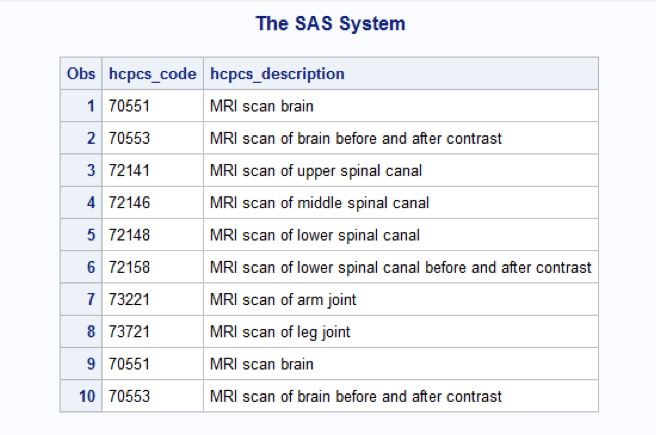 The SAS System
Obs hcpcs_code hcpcs_description
1 70551 MRI scan brain
2 70553 MRI scan of brain before and after contrast
3 72141 MRI scan of upper spinal canal
4 72146 MRI scan of middle spinal canal
5 72148 MRI scan of lower spinal canal
6 72158 MRI scan of lower spinal canal before and after contrast
7 73221 MRI scan of arm joint
8 73721 MRI scan of leg joint
9 70551 MRI scan brain
10 70553 MRI scan of brain before and after contrast